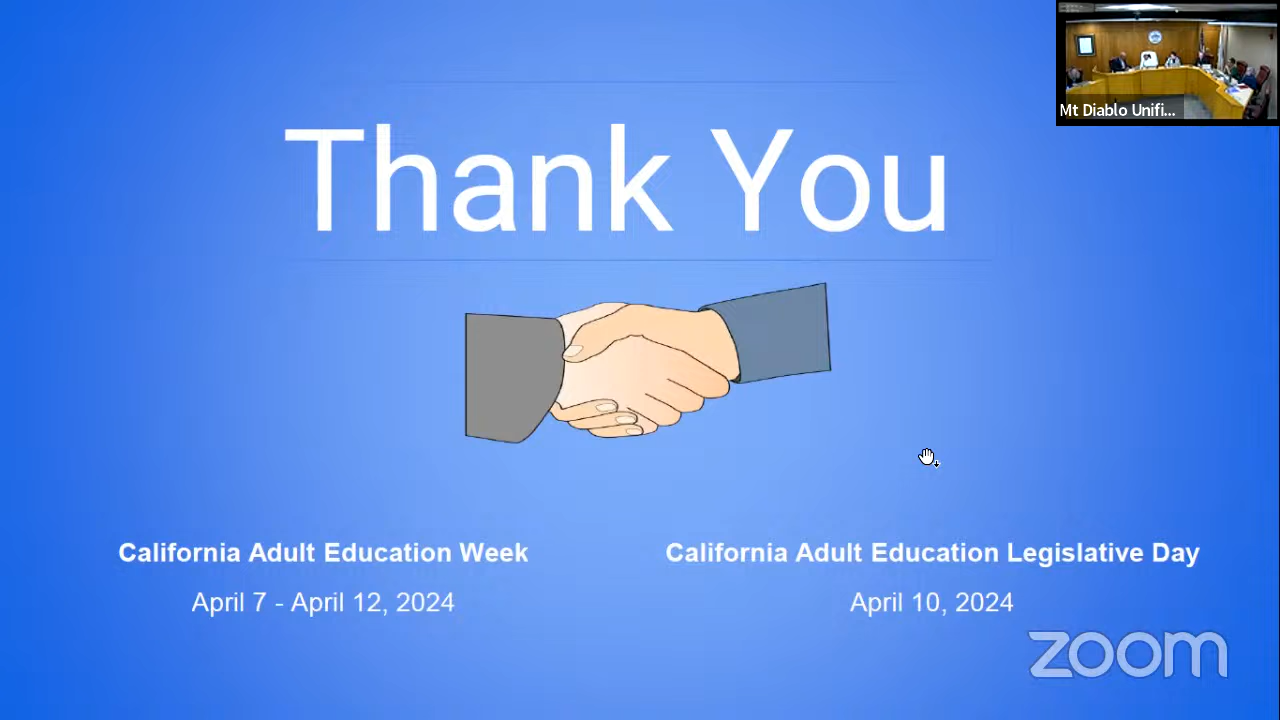 Mt Diablo Unifi...
Thank You
California Adult Education Week
April 7 - April 12, 2024
California Adult Education Legislative Day
April 10, 2024
zoom